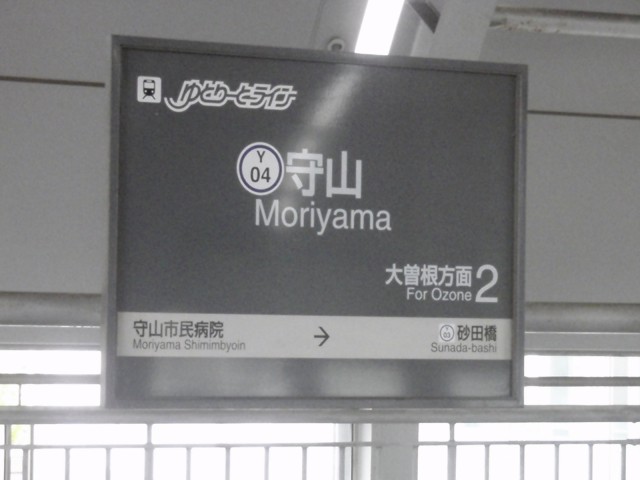 ゆとりーとライン
Y
04
守山
Moriyama
大曽根方面 2
For Ozone
守山市民病院 → 03 砂田橋
Moriyama Shimimbyoin Sunada-bashi